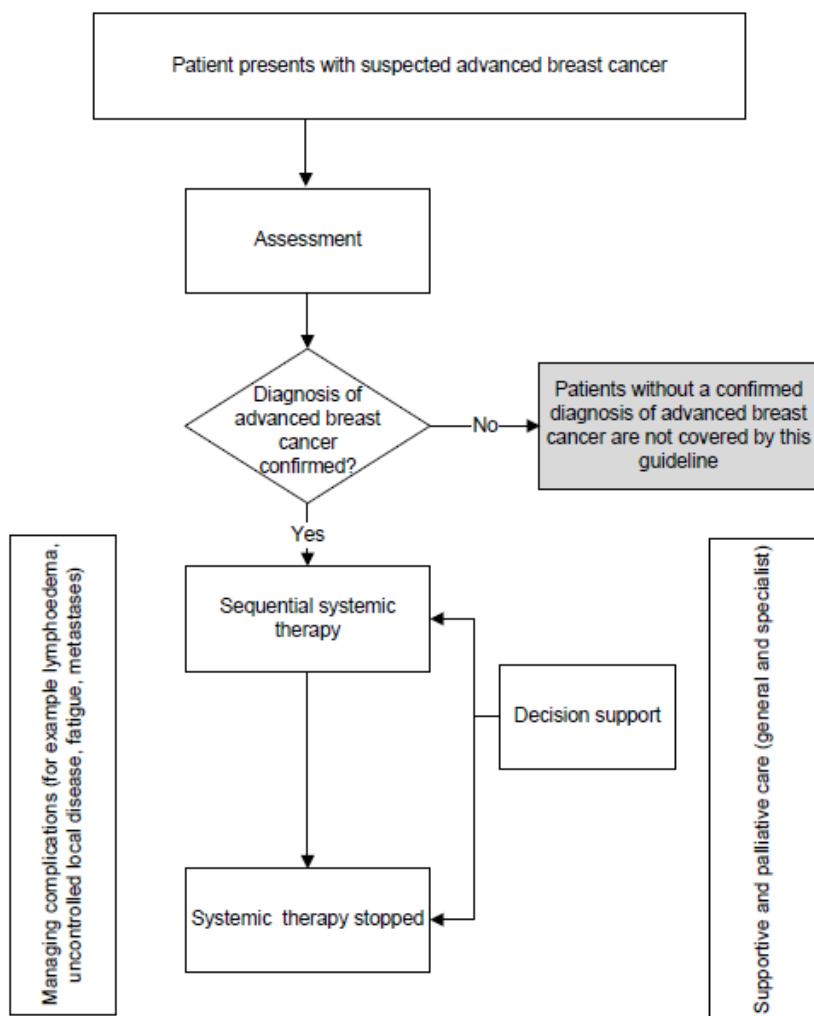 Patient presents with suspected advanced breast cancer
Assessment
Diagnosis of
advanced breast
cancer
confirmed?
No
Patients without a confirmed
diagnosis of advanced breast
cancer are not covered by this
guideline
Yes
Managing complications (for example lymphoedema,
uncontrolled local disease, fatigue, metastases)
Sequential systemic
therapy
Decision support
Systemic therapy stopped
Supportive and palliative care (general and specialist)